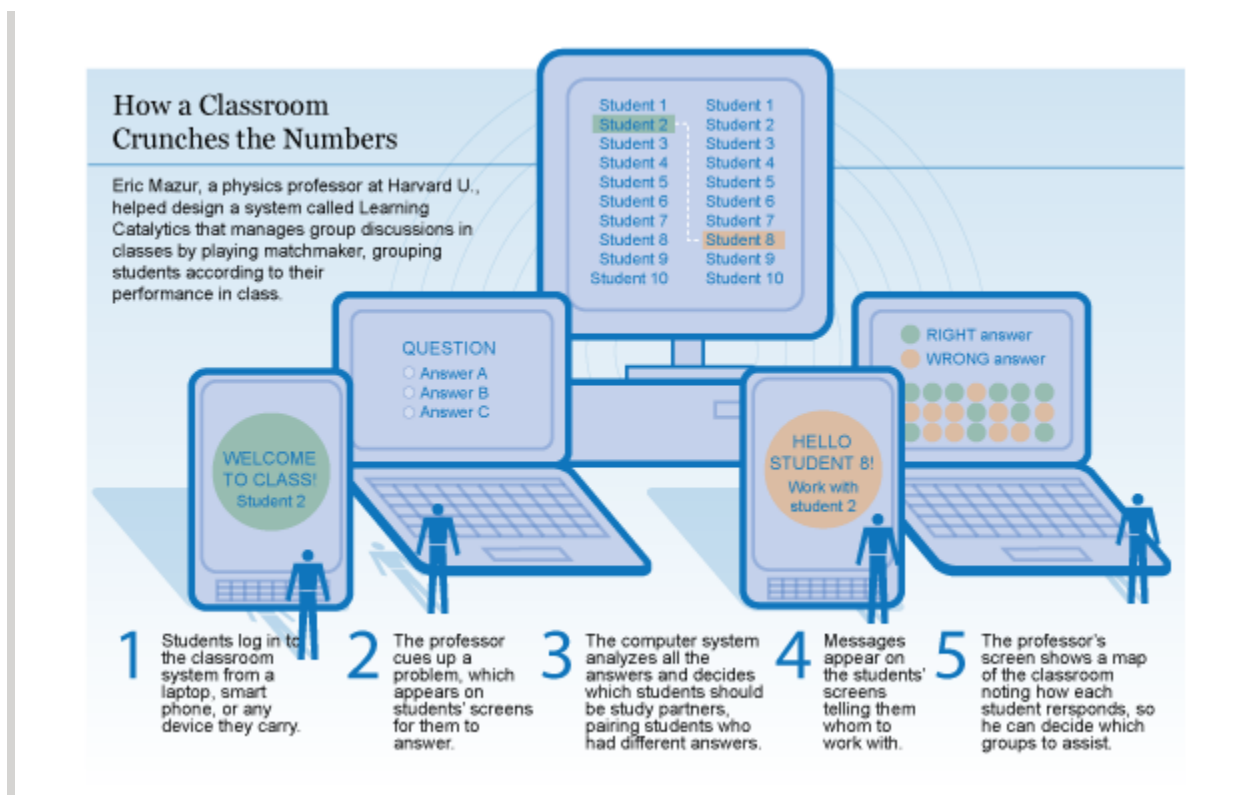 How a Classroom
Crunches the Numbers
Eric Mazur, a physics professor at Harvard U.,
helped design a system called Learning
Catalytics that manages group discussions in
classes by playing matchmaker, grouping
students according to their
performance in class.
Student 1 Student 1
Student 2 Student 2
Student 3 Student 3
Student 4 Student 4
Student 5 Student 5
Student 6 Student 6
Student 7 Student 7
Student 8 Student 8
Student 9 Student 9
Student 10 Student 10
WELCOME
TO CLASS!
Student 2
QUESTION
Answer A
Answer B
Answer C
HELLO
STUDENT 8!
Work with
student 2
RIGHT answer
WRONG answer
1
Students log in to
the classroom
system from a
laptop, smart
phone, or any
device they carry.
2
The professor
cues up a
problem, which
appears on
students' screens
for them to
answer.
3
The computer system
analyzes all the
answers and decides
which students should
be study partners,
pairing students who
had different answers.
4
Messages
appear on
the students'
screens
telling them
whom to
work with.
5
The professor's
screen shows a map
of the classroom
noting how each
student rersponds, so
he can decide which
groups to assist.